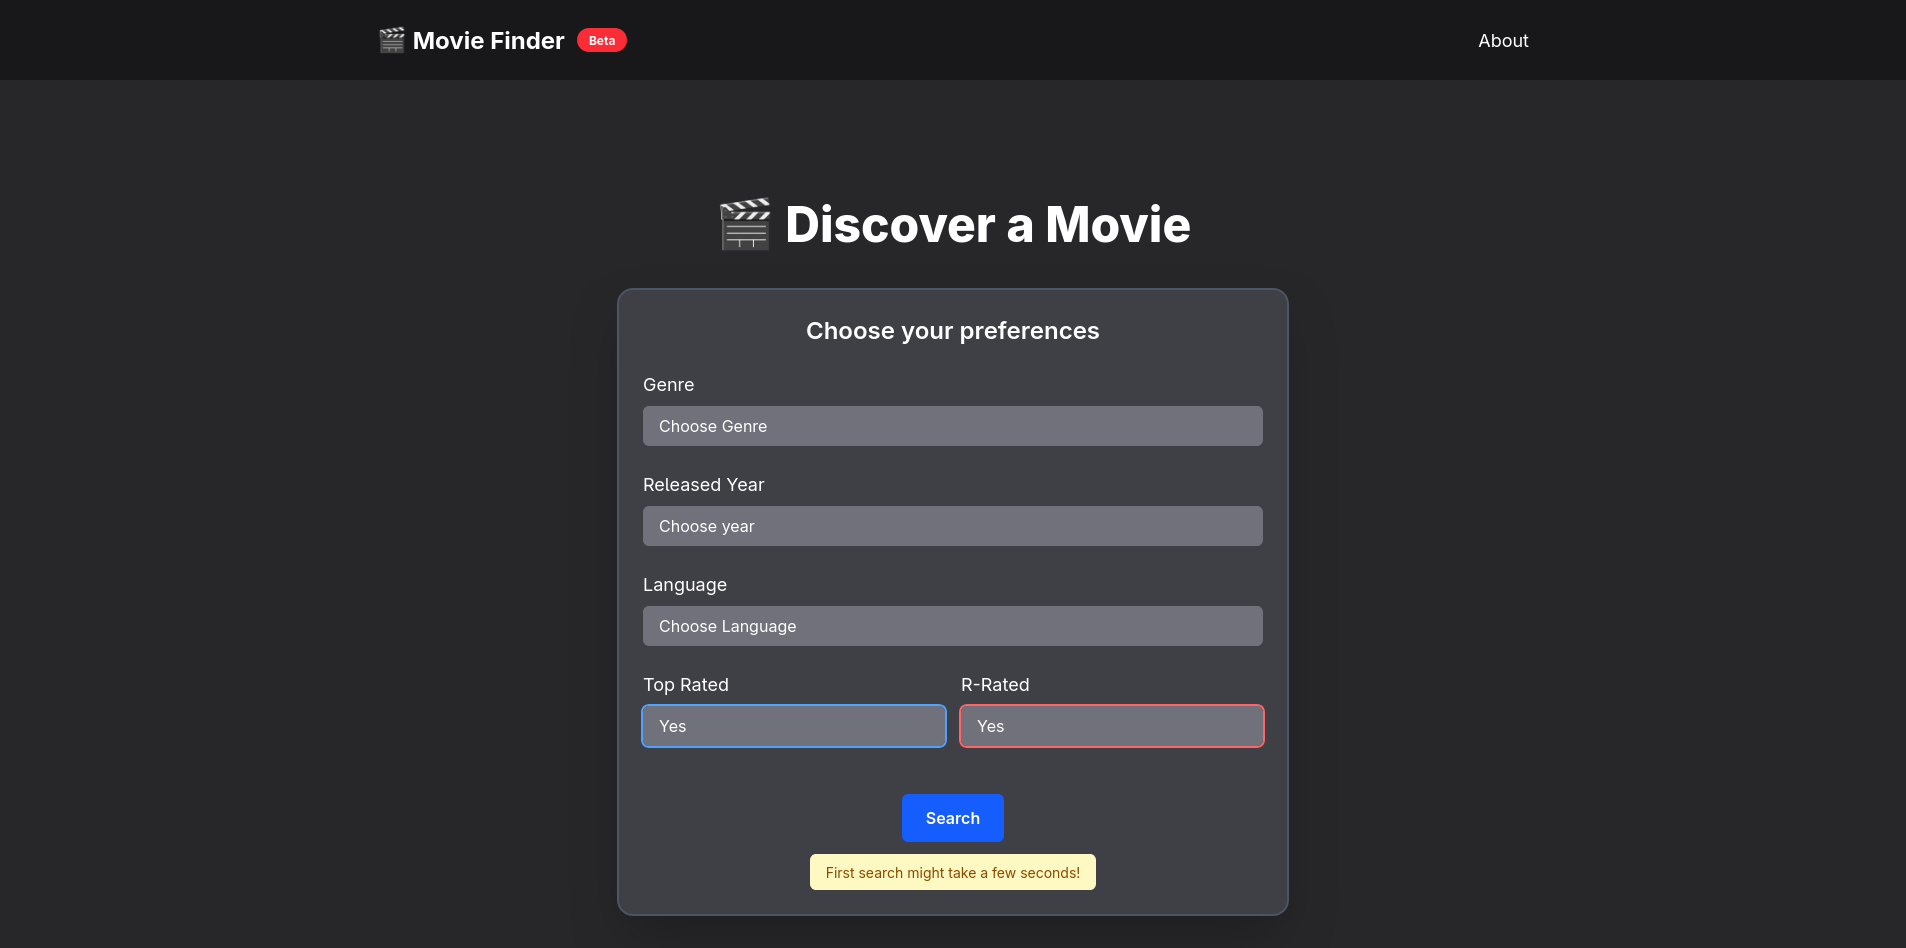 Movie Finder Beta About
Discover a Movie
Choose your preferences
Genre
Choose Genre
Released Year
Choose year
Language
Choose Language
Top Rated R-Rated
Yes Yes
Search
First search might take a few seconds!